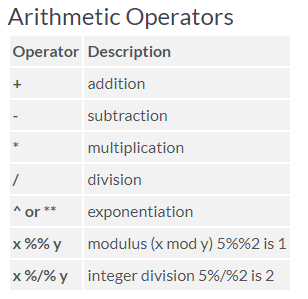 Arithmetic Operators
Operator Description
+ addition
- subtraction
* multiplication
/ division
^ or ** exponentiation
x %% y modulus (x mod y) 5%%2 is 1
x %/% y integer division 5%/%2 is 2